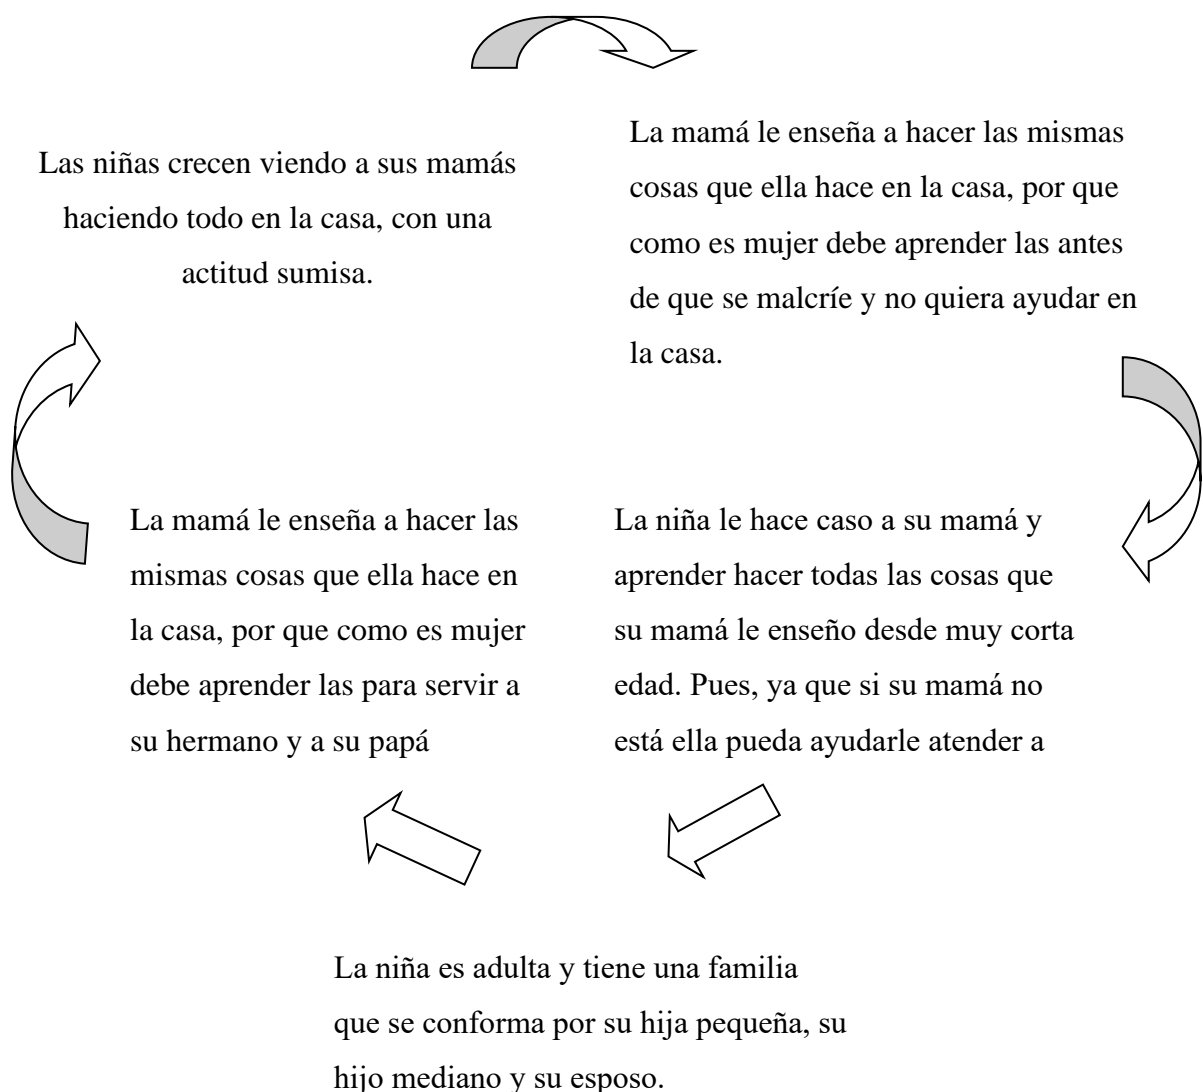 Las niñas crecen viendo a sus mamás
haciendo todo en la casa, con una
actitud sumisa.
La mamá le enseña a hacer las mismas
cosas que ella hace en la casa, por que
como es mujer debe aprender las antes
de que se malcríe y no quiera ayudar en
la casa.
La niña le hace caso a su mamá y
aprender hacer todas las cosas que
su mamá le enseño desde muy corta
edad. Pues, ya que si su mamá no
está ella pueda ayudarle atender a
La niña es adulta y tiene una familia
que se conforma por su hija pequeña, su
hijo mediano y su esposo.
La mamá le enseña a hacer las
mismas cosas que ella hace en
la casa, por que como es mujer
debe aprender las para servir a
su hermano y a su papá